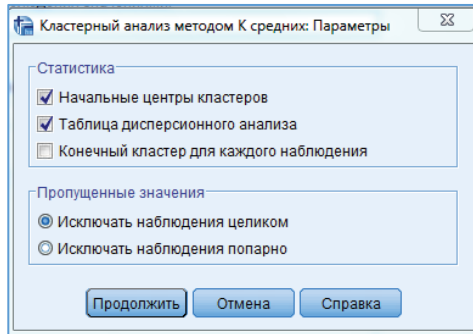 Кластерный анализ методом К средних: Параметры
Статистика
Начальные центры кластеров
Таблица дисперсионного анализа
Конечный кластер для каждого наблюдения
Пропущенные значения
Исключать наблюдения целиком
Исключать наблюдения попарно
Продолжить Отмена Справка